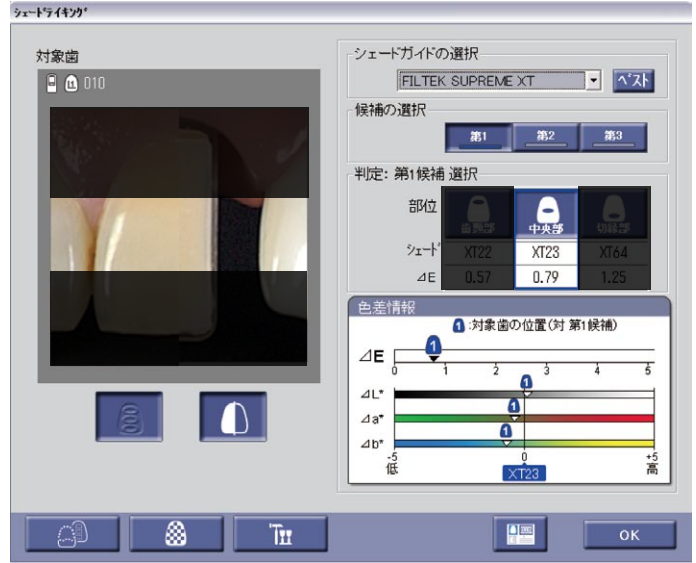 シェードテイキング
対象歯
11 010
シェードガイドの選択
FILTEK SUPREME XT
ベスト
候補の選択
第1 第2 第3
判定: 第1候補 選択
部位 歯頸部 中央部 切縁部
シェード XT22 XT23 XT64
⊿E 0.57 0.79 1.25
色差情報
1 :対象歯の位置(対 第1候補)
1
⊿E
0 1 2 3 4 5
1
⊿L*
1
⊿a*
1
⊿b*
-5 0 +5
低 XT23 高
OK